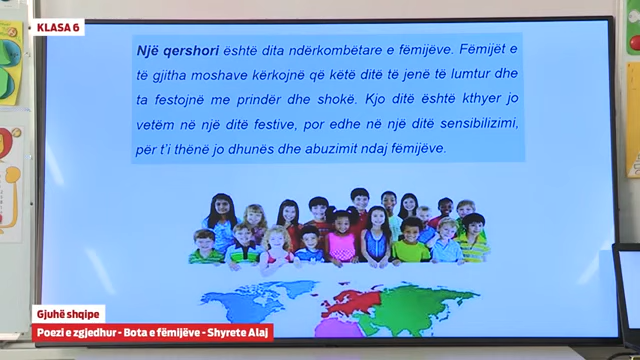 KLASA 6
Një qershori është dita ndërkombëtare e fëmijëve. Fëmijët e
të gjitha moshave kërkojnë që këtë ditë të jenë të lumtur dhe
ta festojnë me prindër dhe shokë. Kjo ditë është kthyer jo
vetëm në një ditë festive, por edhe në një ditë sensibilizimi,
për t'i thënë jo dhunës dhe abuzimit ndaj fëmijëve.
Gjuhë shqipe
Poezi e zgjedhur - Bota e fëmijëve - Shyrete Alaj